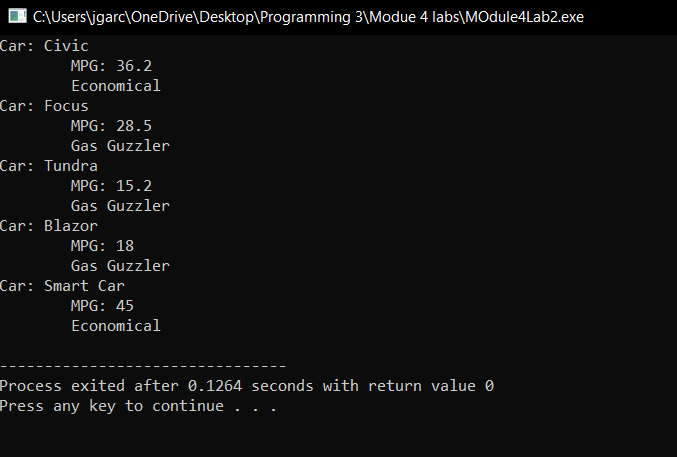 C:\Users\jgarc\OneDrive\Desktop\Programming 3\Modue 4 labs\MOdule4Lab2.exe
Car: Civic
MPG: 36.2
Economical
Car: Focus
MPG: 28.5
Gas Guzzler
Car: Tundra
MPG: 15.2
Gas Guzzler
Car: Blazor
MPG: 18
Gas Guzzler
Car: Smart Car
MPG: 45
Economical
--------------------------------
Process exited after 0.1264 seconds with return value 0
Press any key to continue . . .